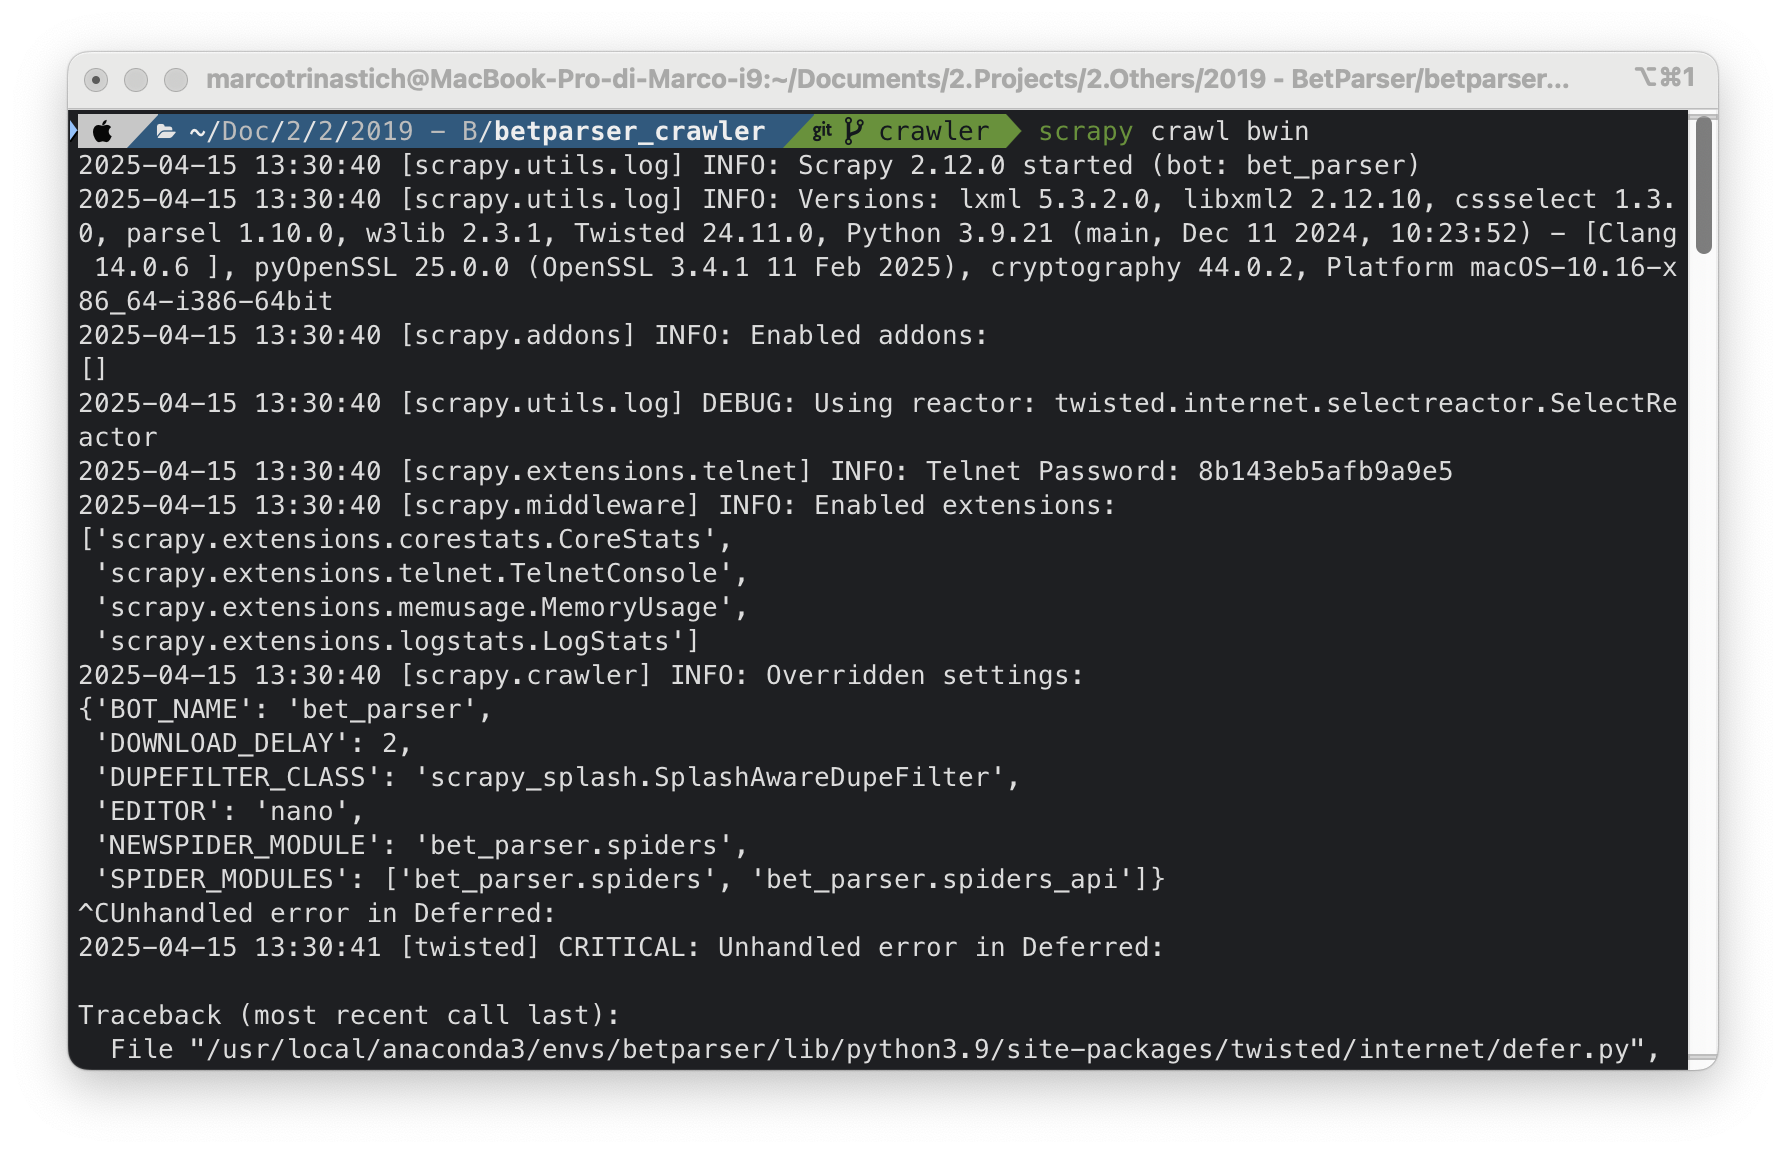 marcotrinastich@MacBook-Pro-di-Marco-i9:~/Documents/2.Projects/2.Others/2019 - BetParser/betparser... ⌥⌘1
~/Doc/2/2/2019 - B/betparser_crawler git crawler scrapy crawl bwin
2025-04-15 13:30:40 [scrapy.utils.log] INFO: Scrapy 2.12.0 started (bot: bet_parser)
2025-04-15 13:30:40 [scrapy.utils.log] INFO: Versions: lxml 5.3.2.0, libxml2 2.12.10, cssselect 1.3.
0, parsel 1.10.0, w3lib 2.3.1, Twisted 24.11.0, Python 3.9.21 (main, Dec 11 2024, 10:23:52) - [Clang
 14.0.6 ], pyOpenSSL 25.0.0 (OpenSSL 3.4.1 11 Feb 2025), cryptography 44.0.2, Platform macOS-10.16-x
86_64-i386-64bit
2025-04-15 13:30:40 [scrapy.addons] INFO: Enabled addons:
[]
2025-04-15 13:30:40 [scrapy.utils.log] DEBUG: Using reactor: twisted.internet.selectreactor.SelectRe
actor
2025-04-15 13:30:40 [scrapy.extensions.telnet] INFO: Telnet Password: 8b143eb5afb9a9e5
2025-04-15 13:30:40 [scrapy.middleware] INFO: Enabled extensions:
['scrapy.extensions.corestats.CoreStats',
 'scrapy.extensions.telnet.TelnetConsole',
 'scrapy.extensions.memusage.MemoryUsage',
 'scrapy.extensions.logstats.LogStats']
2025-04-15 13:30:40 [scrapy.crawler] INFO: Overridden settings:
{'BOT_NAME': 'bet_parser',
 'DOWNLOAD_DELAY': 2,
 'DUPEFILTER_CLASS': 'scrapy_splash.SplashAwareDupeFilter',
 'EDITOR': 'nano',
 'NEWSPIDER_MODULE': 'bet_parser.spiders',
 'SPIDER_MODULES': ['bet_parser.spiders', 'bet_parser.spiders_api']}
^CUnhandled error in Deferred:
2025-04-15 13:30:41 [twisted] CRITICAL: Unhandled error in Deferred:
Traceback (most recent call last):
  File "/usr/local/anaconda3/envs/betparser/lib/python3.9/site-packages/twisted/internet/defer.py",